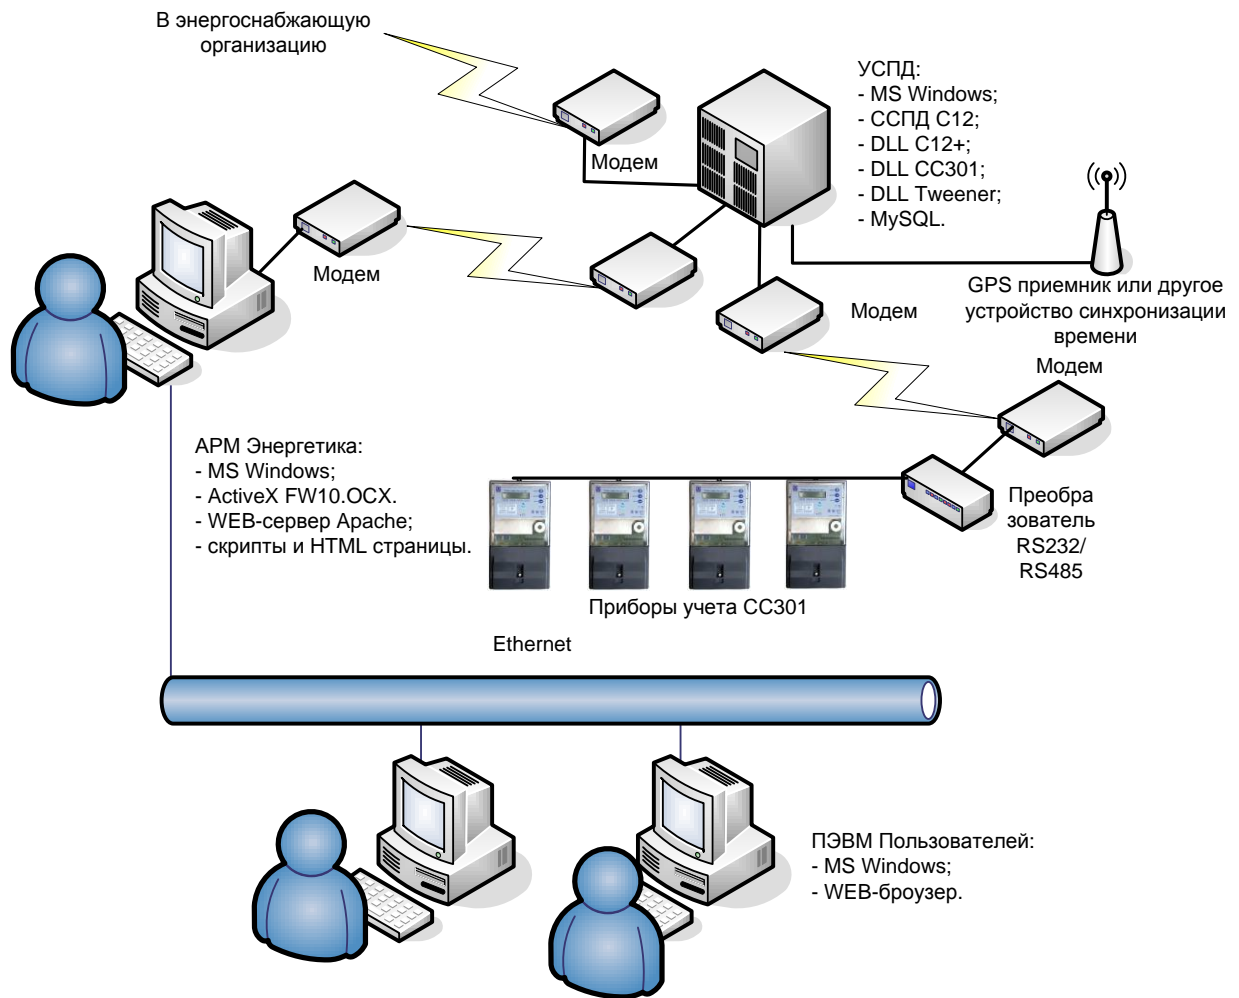 В энергоснабжающую
организацию
УСПД:
- MS Windows;
- ССПД C12;
- DLL C12+;
- DLL CC301;
- DLL Tweener;
- MySQL.
Модем
Модем
GPS приемник или другое
устройство синхронизации
времени
Модем
Модем
АРМ Энергетика:
- MS Windows;
- ActiveX FW10.OCX.
- WEB-сервер Apache;
- скрипты и HTML страницы.
Преобра
зователь
RS232/
RS485
Приборы учета СС301
Ethernet
ПЭВМ Пользователей:
- MS Windows;
- WEB-броузер.